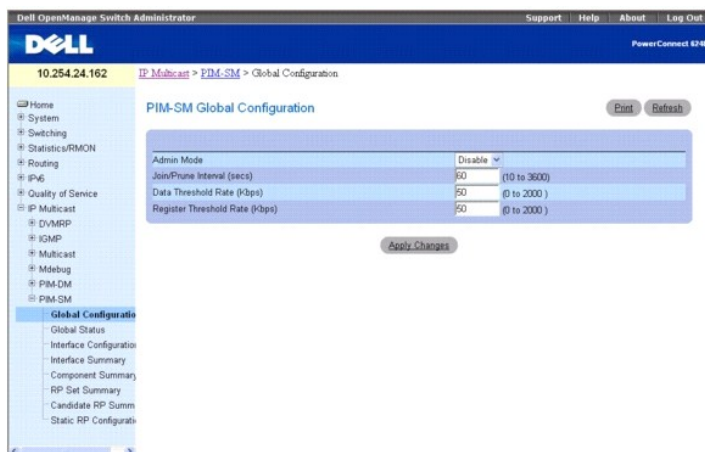 Dell OpenManage Switch Administrator
Support Help About Log Out
DELL
PowerConnect 6248
10.254.24.162
IP Multicast > PIM-SM > Global Configuration
Home
System
Switching
Statistics/RMON
Routing
IPv6
Quality of Service
IP Multicast
DVMRP
IGMP
Multicast
Mdebug
PIM-DM
PIM-SM
Global Configuratio
Global Status
Interface Configuration
Interface Summary
Component Summary
RP Set Summary
Candidate RP Summ
Static RP Configurati
PIM-SM Global Configuration
Print Refresh
Admin Mode Disable
Join/Prune Interval (secs) 60 (10 to 3600)
Data Threshold Rate (Kbps) 50 (0 to 2000 )
Register Threshold Rate (Kbps) 50 (0 to 2000 )
Apply Changes